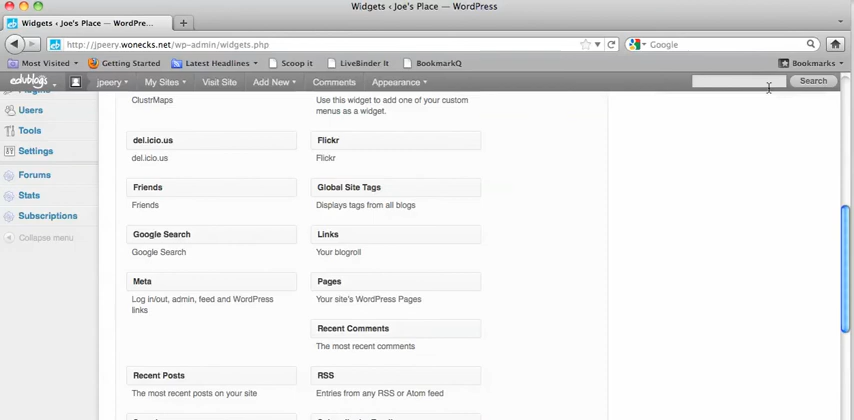 Widgets ‹ Joe's Place — WordPress
Widgets ‹ Joe's Place — WordPre...
http://jpeery.wonecks.net/wp-admin/widgets.php
Google
Most Visited
Getting Started
Latest Headlines
Scoop it
LiveBinder It
BookmarkQ
Bookmarks
edublogs
jpeery
My Sites
Visit Site
Add New
Comments
Appearance
Search
Plugins
Users
Tools
Settings
Forums
Stats
Subscriptions
Collapse menu
ClustrMaps
Use this widget to add one of your custom
menus as a widget.
del.icio.us
del.icio.us
Flickr
Flickr
Friends
Friends
Global Site Tags
Displays tags from all blogs
Google Search
Google Search
Links
Your blogroll
Meta
Log in/out, admin, feed and WordPress
links
Pages
Your site's WordPress Pages
Recent Comments
The most recent comments
Recent Posts
The most recent posts on your site
RSS
Entries from any RSS or Atom feed